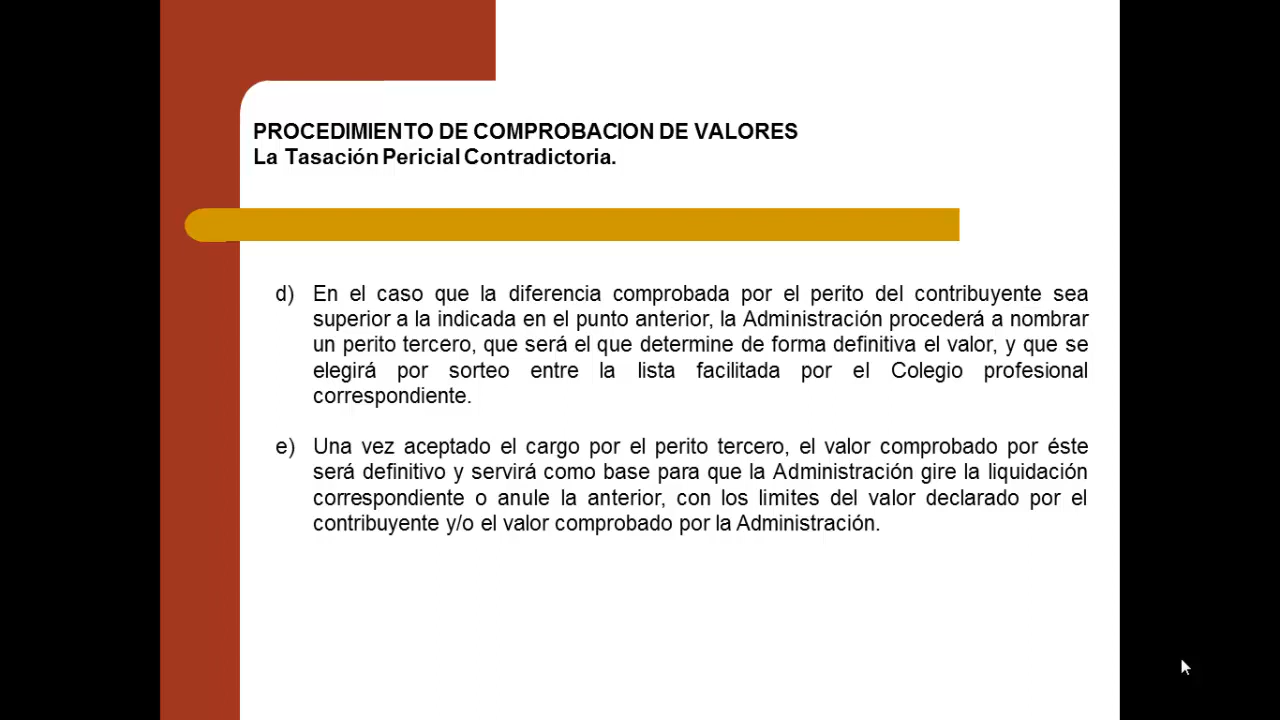 PROCEDIMIENTO DE COMPROBACION DE VALORES
La Tasación Pericial Contradictoria.
d) En el caso que la diferencia comprobada por el perito del contribuyente sea
superior a la indicada en el punto anterior, la Administración procederá a nombrar
un perito tercero, que será el que determine de forma definitiva el valor, y que se
elegirá por sorteo entre la lista facilitada por el Colegio profesional
correspondiente.
e) Una vez aceptado el cargo por el perito tercero, el valor comprobado por éste
será definitivo y servirá como base para que la Administración gire la liquidación
correspondiente o anule la anterior, con los limites del valor declarado por el
contribuyente y/o el valor comprobado por la Administración.